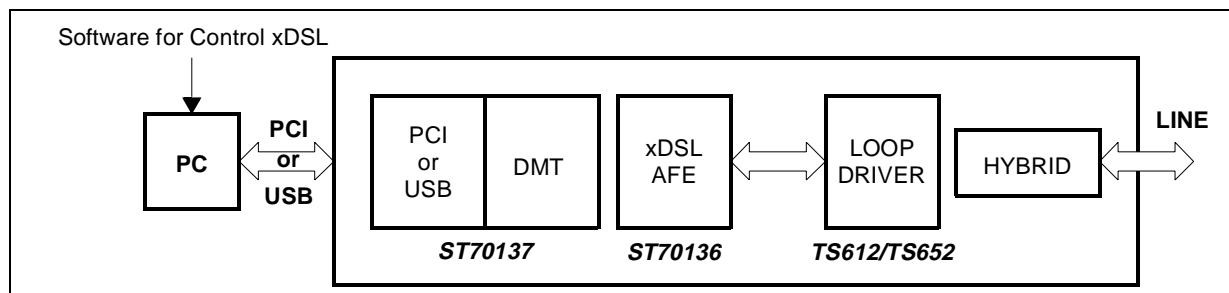 Software for Control xDSL
PC
PCI
or
USB
PCI
or
USB
DMT
ST70137
xDSL
AFE
ST70136
LOOP
DRIVER
TS612/TS652
HYBRID
LINE